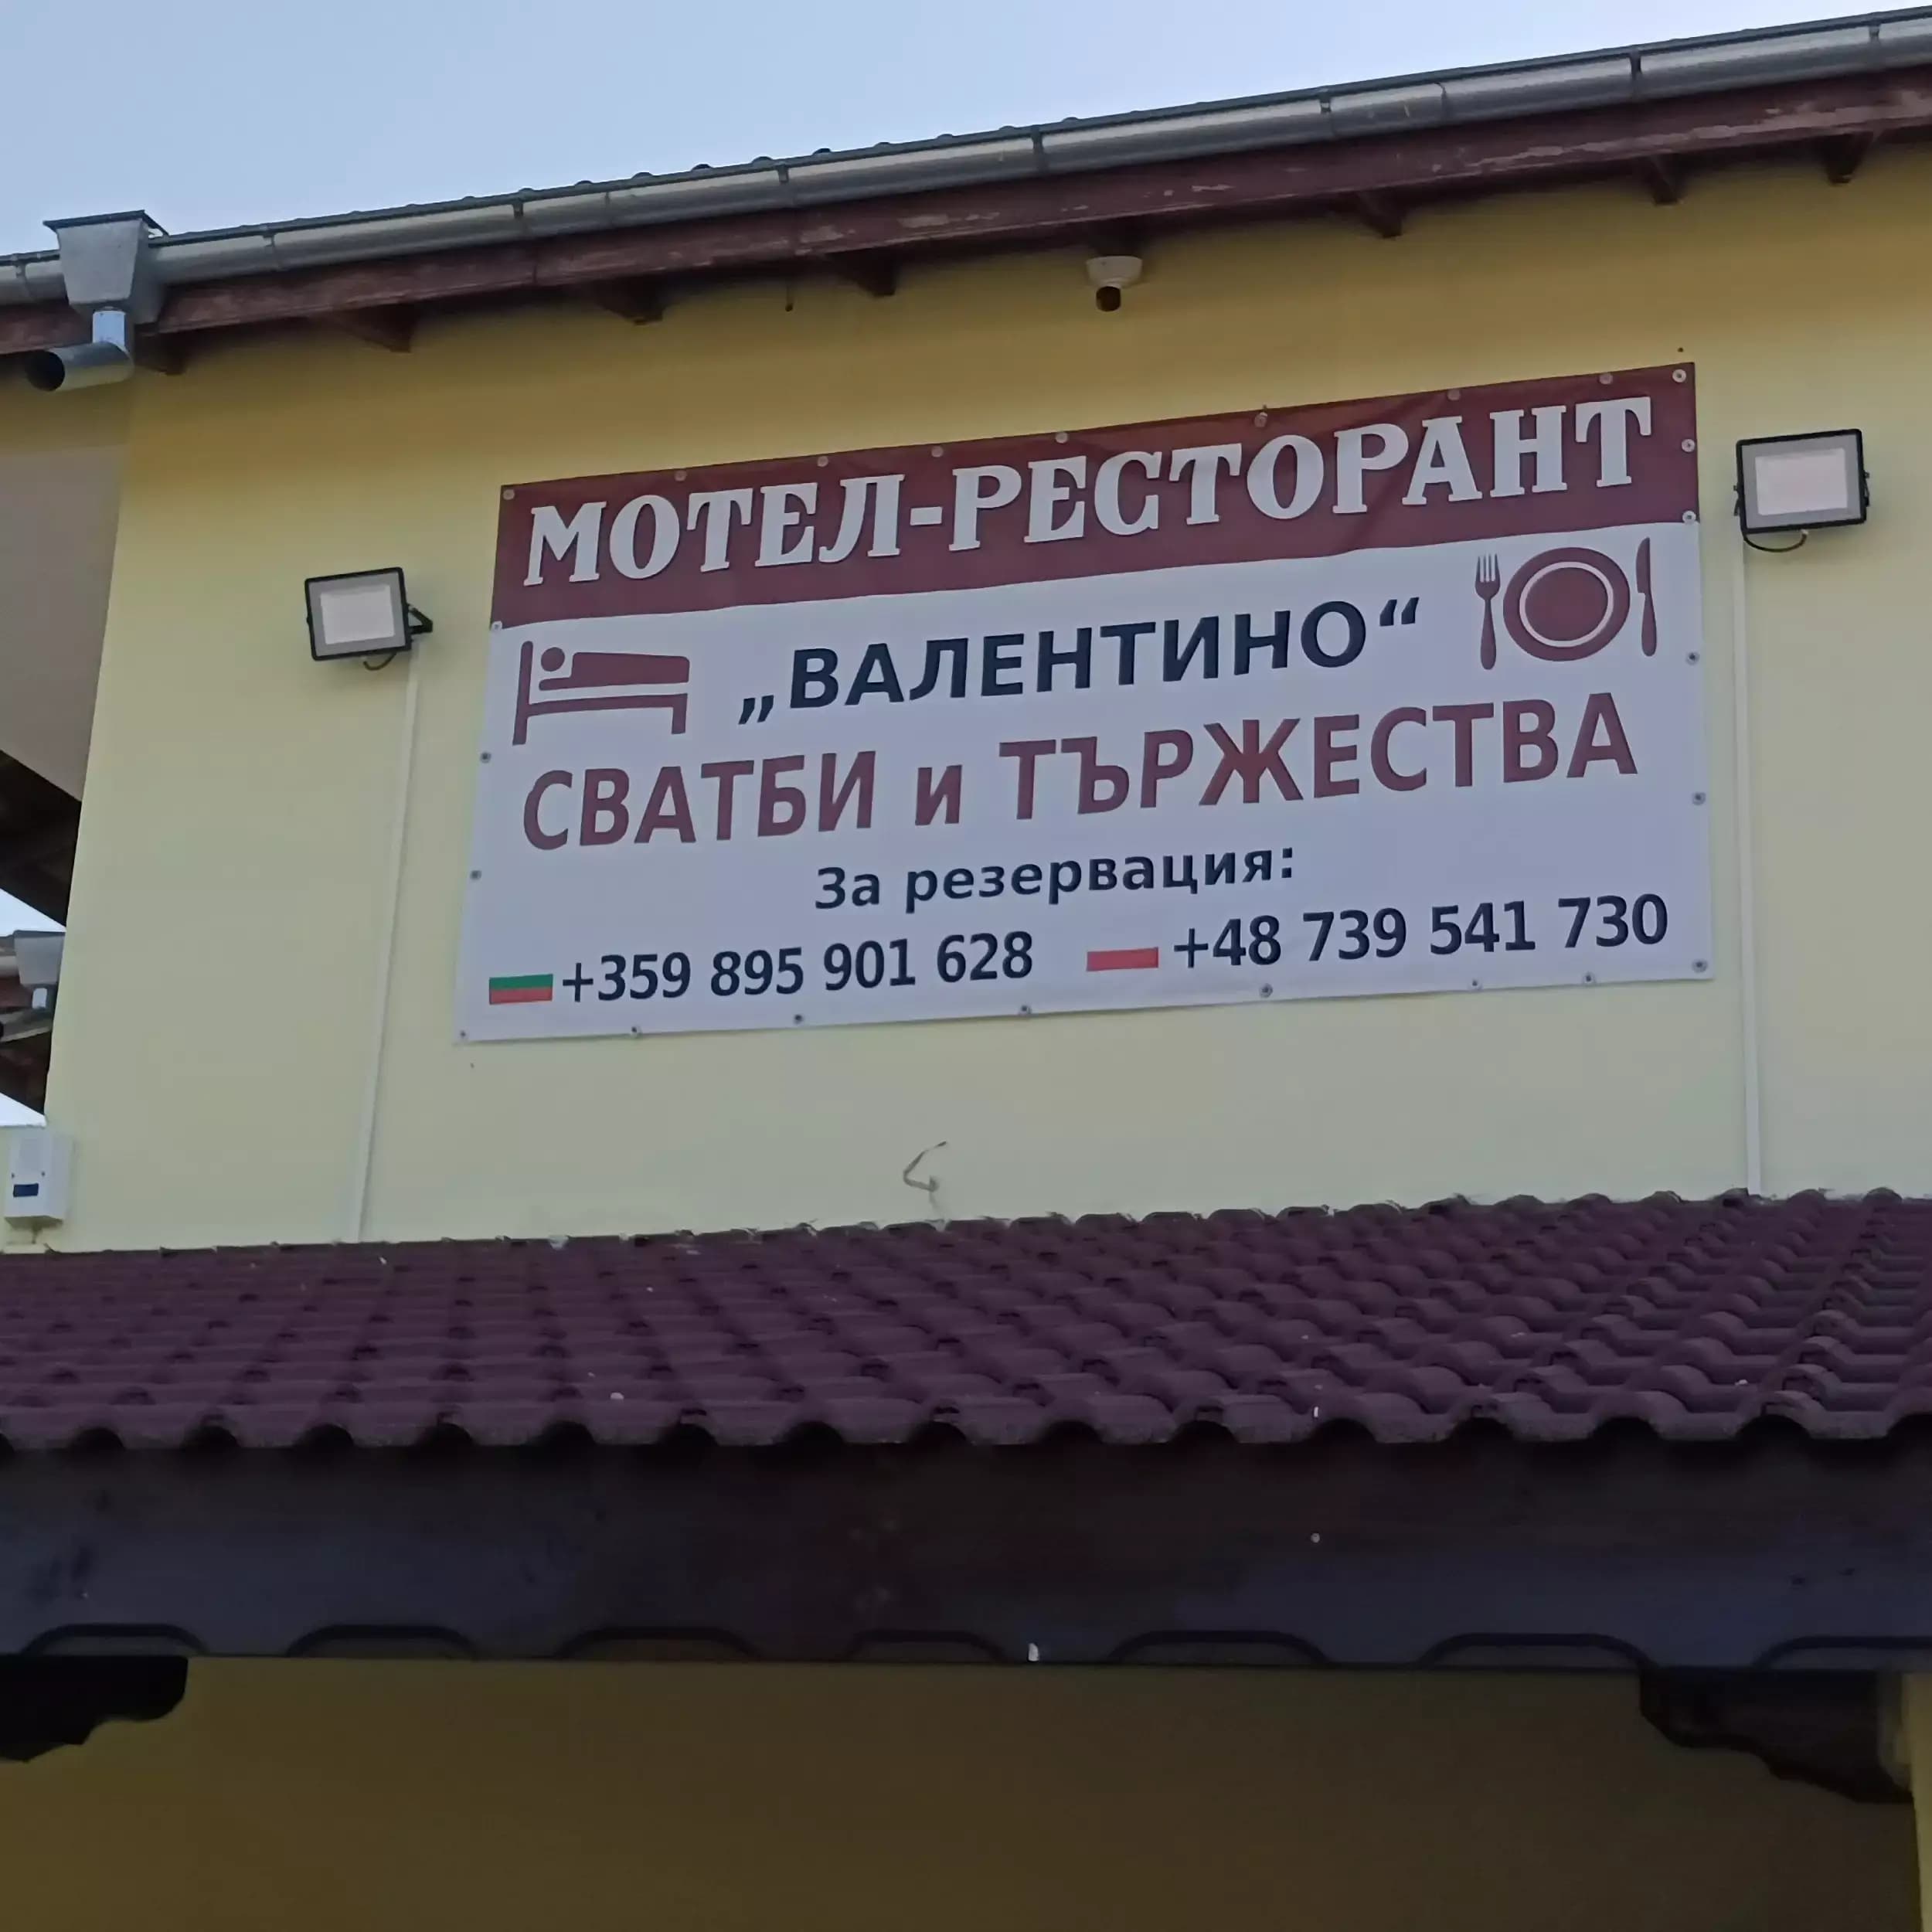 МОТЕЛ-РЕСТОРАНТ
„ВАЛЕНТИНО“
СВАТБИ и ТЪРЖЕСТВА
За резервация:
+359 895 901 628 +48 739 541 730